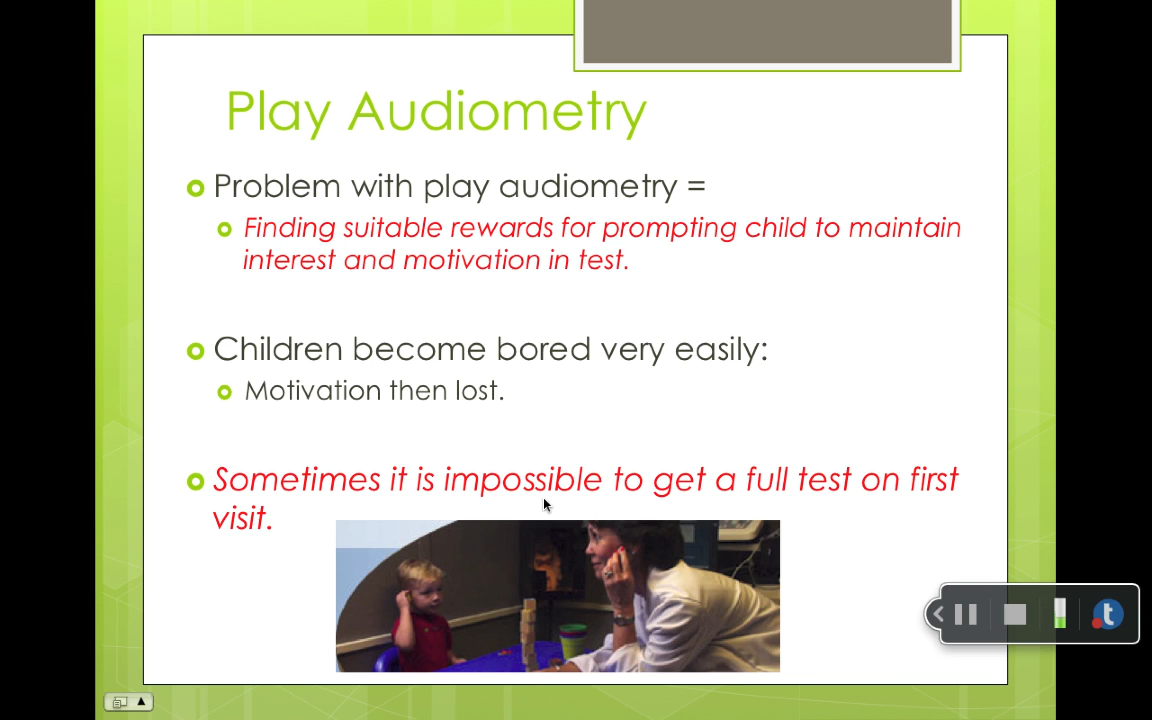 Play Audiometry
Problem with play audiometry =
Finding suitable rewards for prompting child to maintain
interest and motivation in test.
Children become bored very easily:
Motivation then lost.
Sometimes it is impossible to get a full test on first
visit.
t